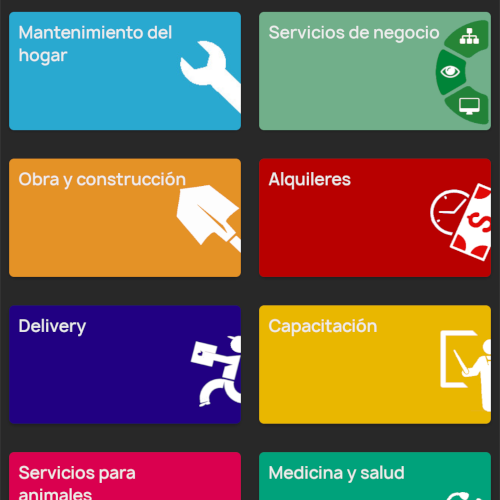 Mantenimiento del
hogar
Servicios de negocio
Obra y construcción
Alquileres
Delivery
Capacitación
Servicios para
animales
Medicina y salud